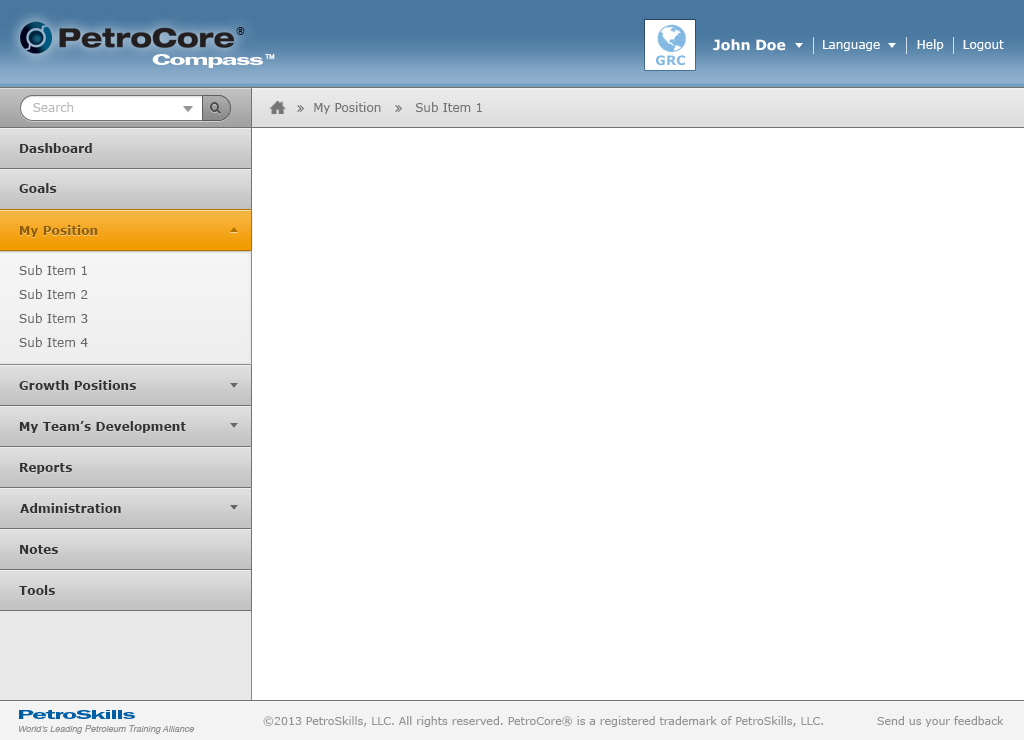 PetroCore®
Compass™
GRC
John Doe
Language
Help
Logout
Search
» My Position » Sub Item 1
Dashboard
Goals
My Position
Sub Item 1
Sub Item 2
Sub Item 3
Sub Item 4
Growth Positions
My Team’s Development
Reports
Administration
Notes
Tools
PetroSkills
World's Leading Petroleum Training Alliance
©2013 PetroSkills, LLC. All rights reserved. PetroCore® is a registered trademark of PetroSkills, LLC.
Send us your feedback